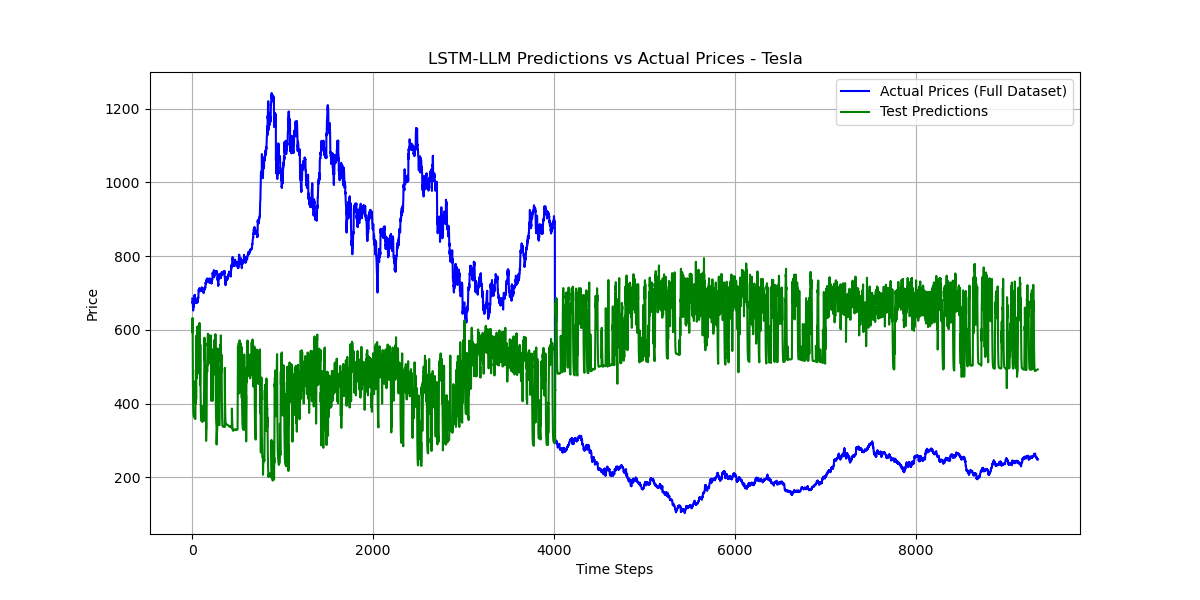 LSTM-LLM Predictions vs Actual Prices - Tesla
Actual Prices (Full Dataset)
Test Predictions
Price
1200
1000
800
600
400
200
0
2000
4000
6000
8000
Time Steps